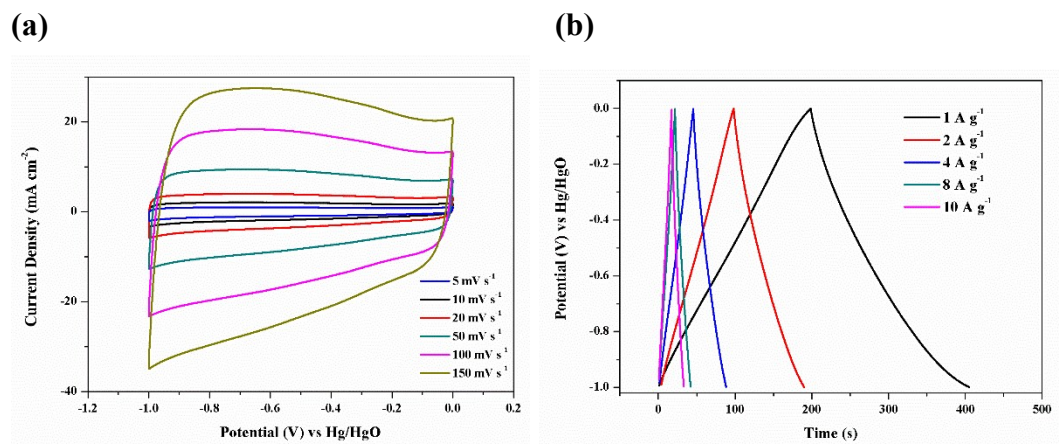 (a)
(b)
20
0
-20
-40
-1.2
-1.0
-0.8
-0.6
-0.4
-0.2
0.0
0.2
Current Density (mA cm⁻²)
Potential (V) vs Hg/HgO
5 mV s⁻¹
10 mV s⁻¹
20 mV s⁻¹
50 mV s⁻¹
100 mV s⁻¹
150 mV s⁻¹
0.0
-0.2
-0.4
-0.6
-0.8
-1.0
0
100
200
300
400
500
Potential (V) vs Hg/HgO
Time (s)
1 A g⁻¹
2 A g⁻¹
4 A g⁻¹
8 A g⁻¹
10 A g⁻¹